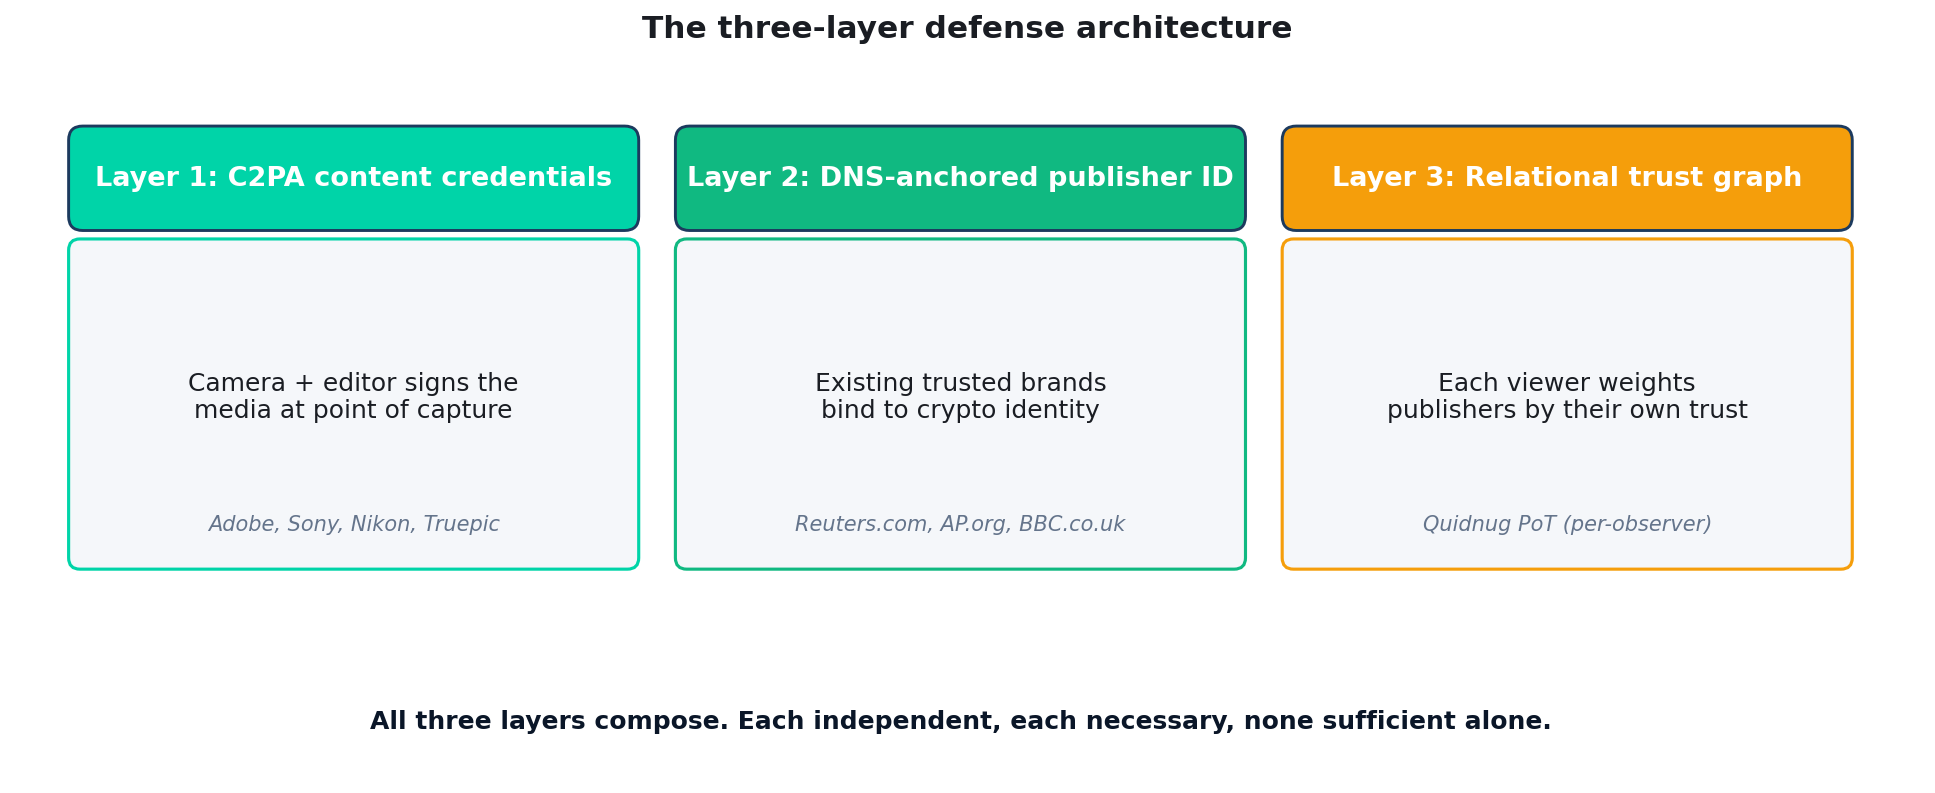 The three-layer defense architecture
Layer 1: C2PA content credentials
Camera + editor signs the
media at point of capture
Adobe, Sony, Nikon, Truepic
Layer 2: DNS-anchored publisher ID
Existing trusted brands
bind to crypto identity
Reuters.com, AP.org, BBC.co.uk
Layer 3: Relational trust graph
Each viewer weights
publishers by their own trust
Quidnug PoT (per-observer)
All three layers compose. Each independent, each necessary, none sufficient alone.